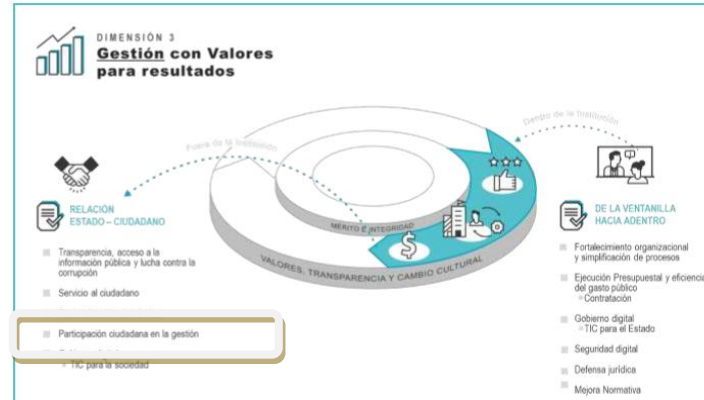 DIMENSIÓN 3
Gestión con Valores
para resultados
Fuera de la Institución
Dentro de la Institución
RELACIÓN
ESTADO – CIUDADANO
Transparencia, acceso a la
información pública y lucha contra la
corrupción
Servicio al ciudadano
Participación ciudadana en la gestión
TIC para la sociedad
MÉRITO E INTEGRIDAD
VALORES, TRANSPARENCIA Y CAMBIO CULTURAL
$
DE LA VENTANILLA
HACIA ADENTRO
Fortalecimiento organizacional
y simplificación de procesos
Ejecución Presupuestal y eficiencia
del gasto público
Contratación
Gobierno digital
TIC para el Estado
Seguridad digital
Defensa jurídica
Mejora Normativa